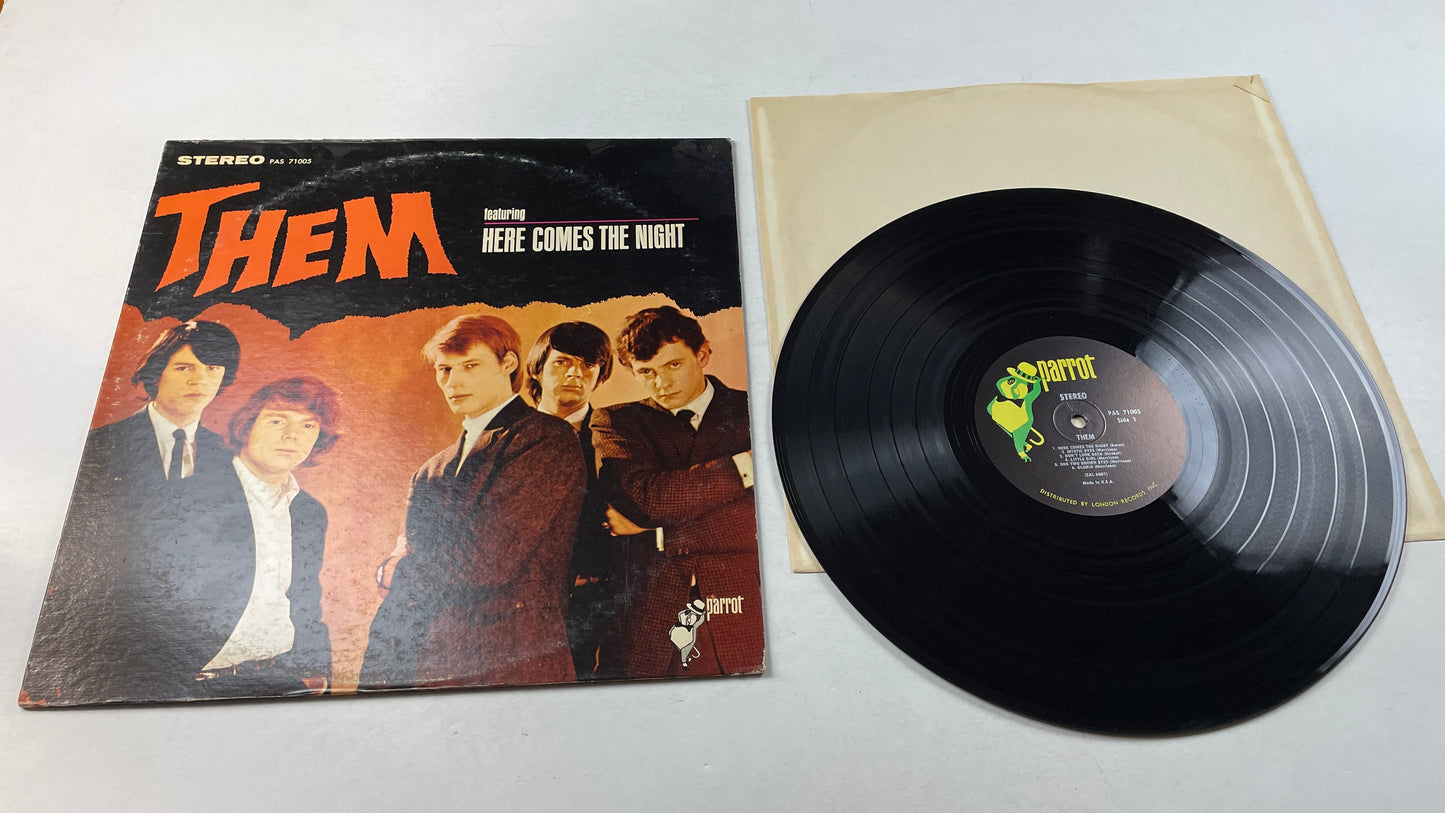 STEREO PAS 71005
THEM
featuring
HERE COMES THE NIGHT
parrot
parrot
STEREO
PAS 71005
Side 1
THEM
1. HERE COMES THE NIGHT (Berns)
2. MYSTIC EYES (Morrison)
3. DON'T LOOK BACK (Hooker)
4. LITTLE GIRL (Morrison)
5. ONE TWO BROWN EYES (Morrison)
6. GLORIA (Morrison)
Made in U.S.A.
DISTRIBUTED BY LONDON RECORDS, INC.